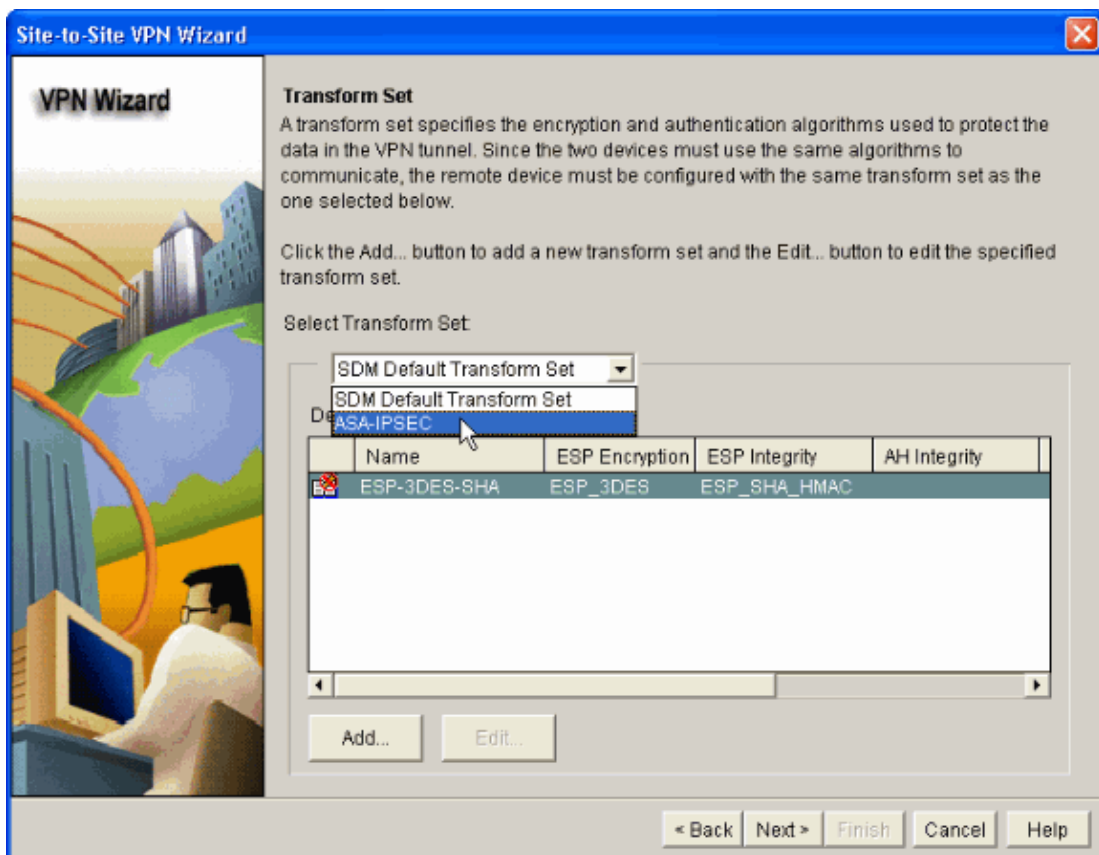 Site-to-Site VPN Wizard
VPN Wizard
Transform Set
A transform set specifies the encryption and authentication algorithms used to protect the
data in the VPN tunnel. Since the two devices must use the same algorithms to
communicate, the remote device must be configured with the same transform set as the
one selected below.
Click the Add... button to add a new transform set and the Edit... button to edit the specified
transform set.
Select Transform Set:
SDM Default Transform Set
SDM Default Transform Set
ASA-IPSEC
Name ESP Encryption ESP Integrity AH Integrity
ESP-3DES-SHA ESP_3DES ESP_SHA_HMAC
Add... Edit...
< Back Next > Finish Cancel Help